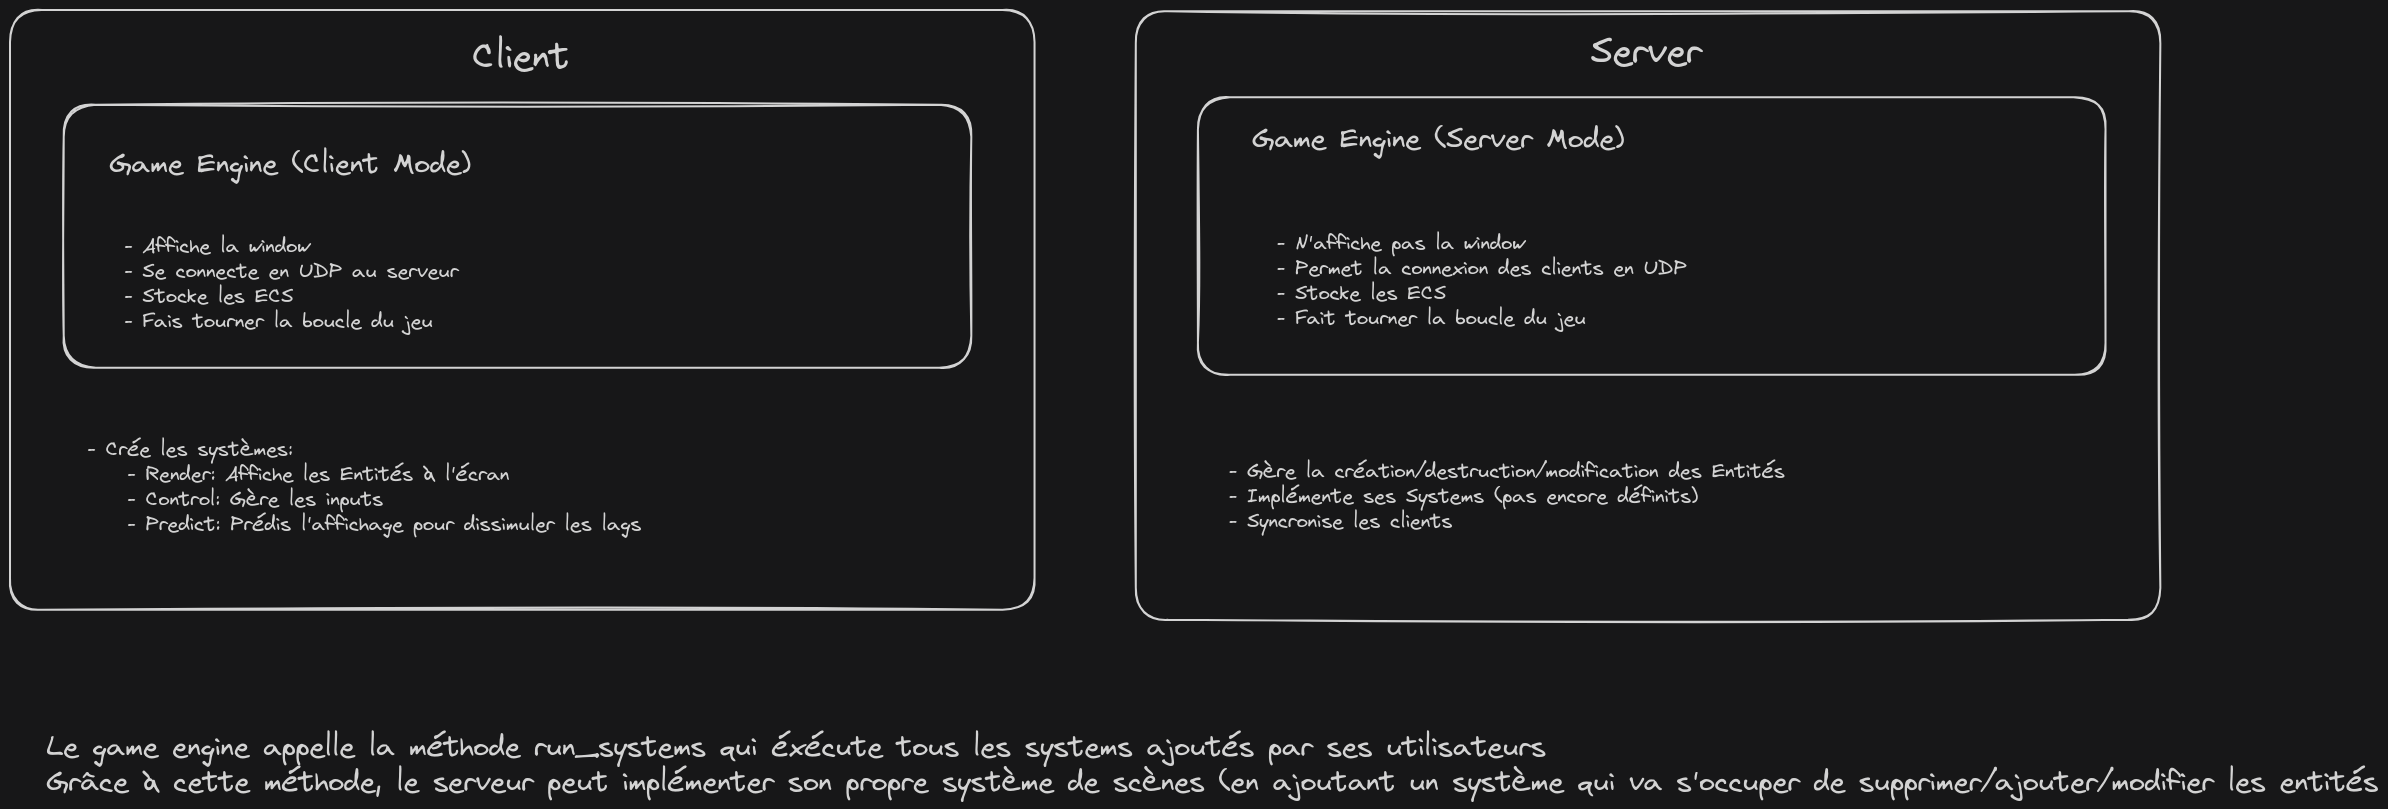 Client
Game Engine (Client Mode)
- Affiche la window
- Se connecte en UDP au serveur
- Stocke les ECS
- Fais tourner la boucle du jeu
- Crée les systèmes:
- Render: Affiche les Entités à l'écran
- Control: Gère les inputs
- Predict: Prédis l'affichage pour dissimuler les lags
Server
Game Engine (Server Mode)
- N'affiche pas la window
- Permet la connexion des clients en UDP
- Stocke les ECS
- Fait tourner la boucle du jeu
- Gère la création/destruction/modification des Entités
- Implémente ses Systems (pas encore définits)
- Syncronise les clients
Le game engine appelle la méthode run_systems qui éxécute tous les systems ajoutés par ses utilisateurs
Grâce à cette méthode, le serveur peut implémenter son propre système de scènes (en ajoutant un système qui va s'occuper de supprimer/ajouter/modifier les entités